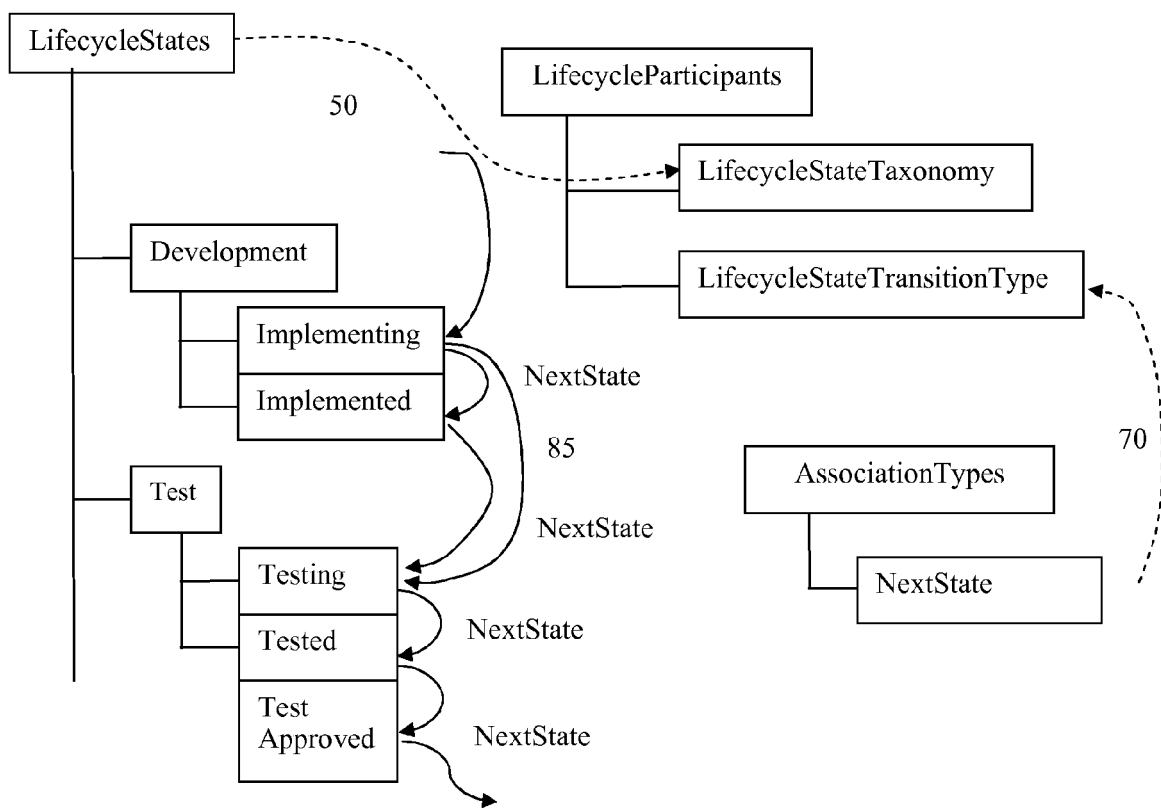 LifecycleStates
LifecycleParticipants
50
LifecycleStateTaxonomy
Development
LifecycleStateTransitionType
Implementing
NextState
Implemented
85
70
AssociationTypes
Test
NextState
Testing
NextState
Tested
NextState
Test
Approved
NextState